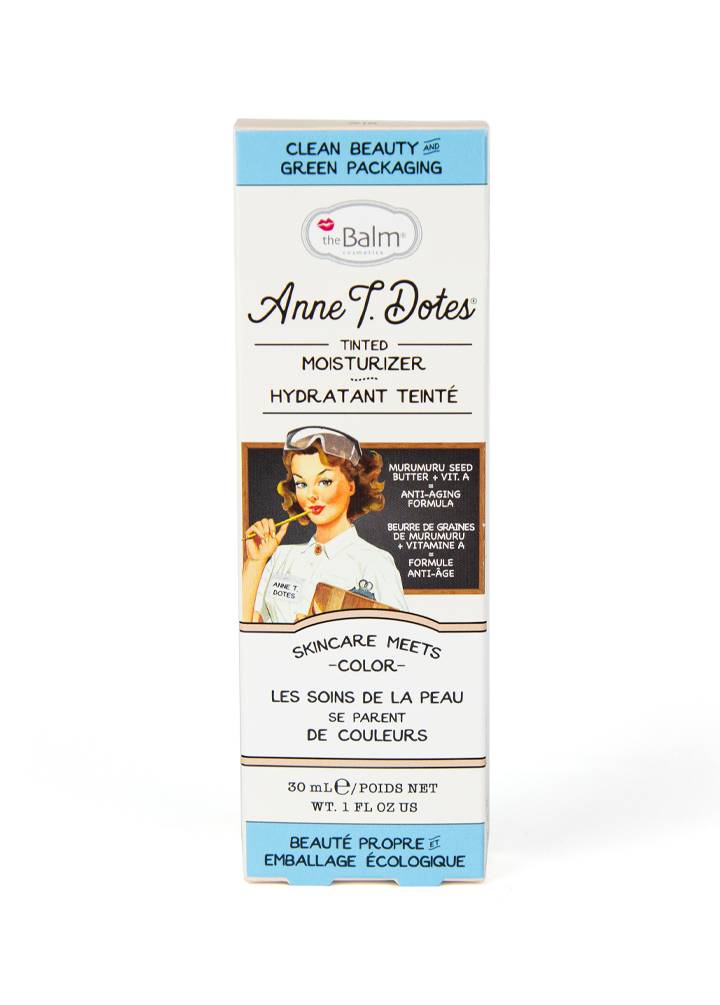 CLEAN BEAUTY AND
GREEN PACKAGING
the Balm®
cosmetics
Anne T. Dotes®
TINTED
MOISTURIZER
HYDRATANT TEINTÉ
MURUMURU SEED
BUTTER + VIT. A
=
ANTI-AGING
FORMULA
BEURRE DE GRAINES
DE MURUMURU
+ VITAMINE A
=
FORMULE
ANTI-ÂGE
ANNE T.
DOTES
SKINCARE MEETS
-COLOR-
LES SOINS DE LA PEAU
SE PARENT
DE COULEURS
30 mL℮/POIDS NET
WT. 1 FL OZ US
BEAUTÉ PROPRE ET
EMBALLAGE ÉCOLOGIQUE